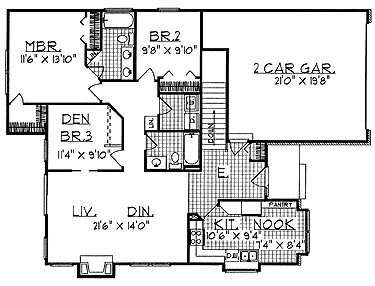 MBR.
11'6" X 13'10"
BR.2
9'8" X 9'10"
2 CAR GAR.
21'0" X 19'8"
DEN
BR.3
11'4" X 9'10"
LIN.
DOWN
E.
LIV. DIN.
21'6" X 14'0"
PANTRY
KIT. NOOK
10'6" X 9'4"
7'4" X 8'4"
D.W.